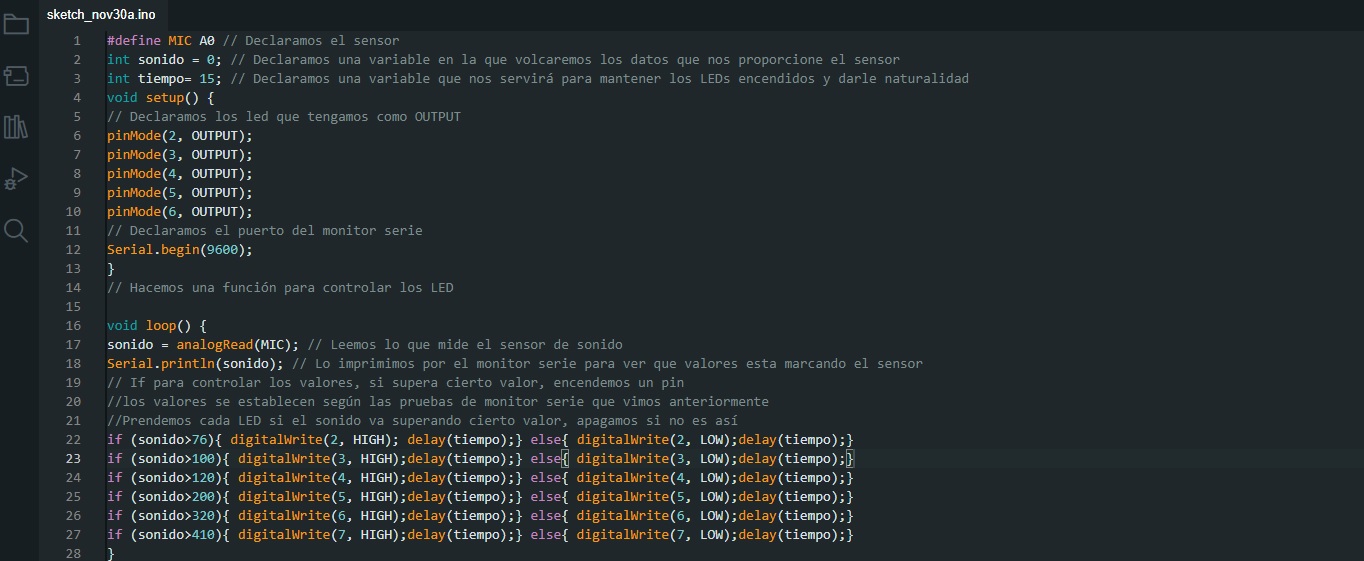 sketch_nov30a.ino
1 #define MIC A0 // Declaramos el sensor
2 int sonido = 0; // Declaramos una variable en la que volcaremos los datos que nos proporcione el sensor
3 int tiempo= 15; // Declaramos una variable que nos servirá para mantener los LEDs encendidos y darle naturalidad
4 void setup() {
5 // Declaramos los led que tengamos como OUTPUT
6 pinMode(2, OUTPUT);
7 pinMode(3, OUTPUT);
8 pinMode(4, OUTPUT);
9 pinMode(5, OUTPUT);
10 pinMode(6, OUTPUT);
11 // Declaramos el puerto del monitor serie
12 Serial.begin(9600);
13 }
14 // Hacemos una función para controlar los LED
15
16 void loop() {
17 sonido = analogRead(MIC); // Leemos lo que mide el sensor de sonido
18 Serial.println(sonido); // Lo imprimimos por el monitor serie para ver que valores esta marcando el sensor
19 // If para controlar los valores, si supera cierto valor, encendemos un pin
20 //los valores se establecen según las pruebas de monitor serie que vimos anteriormente
21 //Prendemos cada LED si el sonido va superando cierto valor, apagamos si no es así
22 if (sonido>76){ digitalWrite(2, HIGH); delay(tiempo);} else{ digitalWrite(2, LOW);delay(tiempo);}
23 if (sonido>100){ digitalWrite(3, HIGH);delay(tiempo);} else{ digitalWrite(3, LOW);delay(tiempo);}
24 if (sonido>120){ digitalWrite(4, HIGH);delay(tiempo);} else{ digitalWrite(4, LOW);delay(tiempo);}
25 if (sonido>200){ digitalWrite(5, HIGH);delay(tiempo);} else{ digitalWrite(5, LOW);delay(tiempo);}
26 if (sonido>320){ digitalWrite(6, HIGH);delay(tiempo);} else{ digitalWrite(6, LOW);delay(tiempo);}
27 if (sonido>410){ digitalWrite(7, HIGH);delay(tiempo);} else{ digitalWrite(7, LOW);delay(tiempo);}
28 }